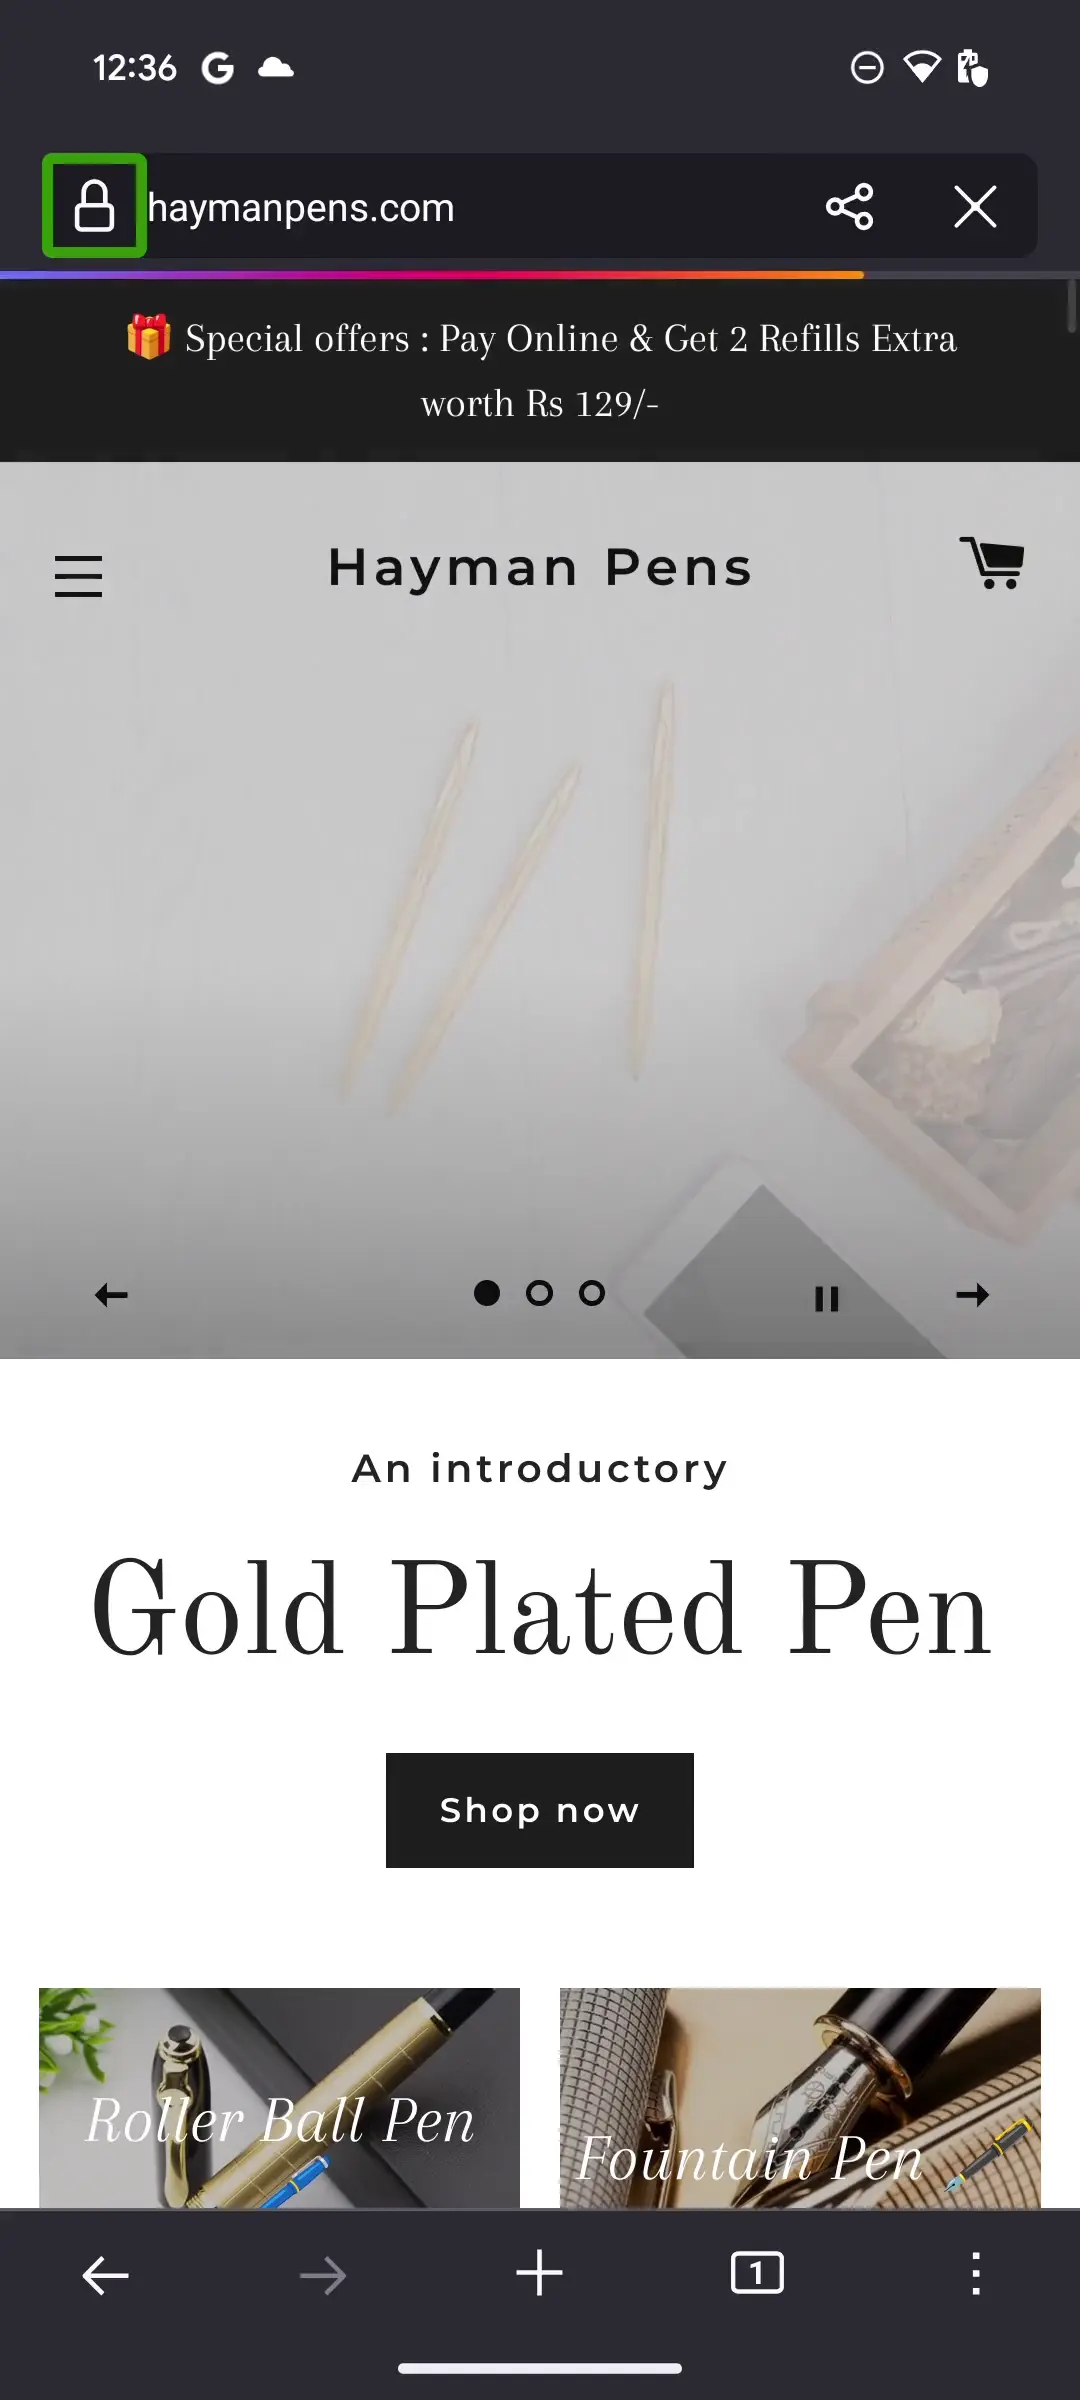 12:36
haymanpens.com
Special offers : Pay Online & Get 2 Refills Extra
worth Rs 129/-
Hayman Pens
An introductory
Gold Plated Pen
Shop now
Roller Ball Pen
Fountain Pen
1